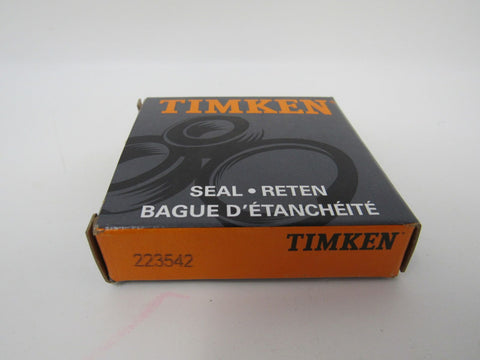 TIMKEN
SEAL • RETEN
BAGUE D'ÉTANCHÉITÉ
TIMKEN
223542